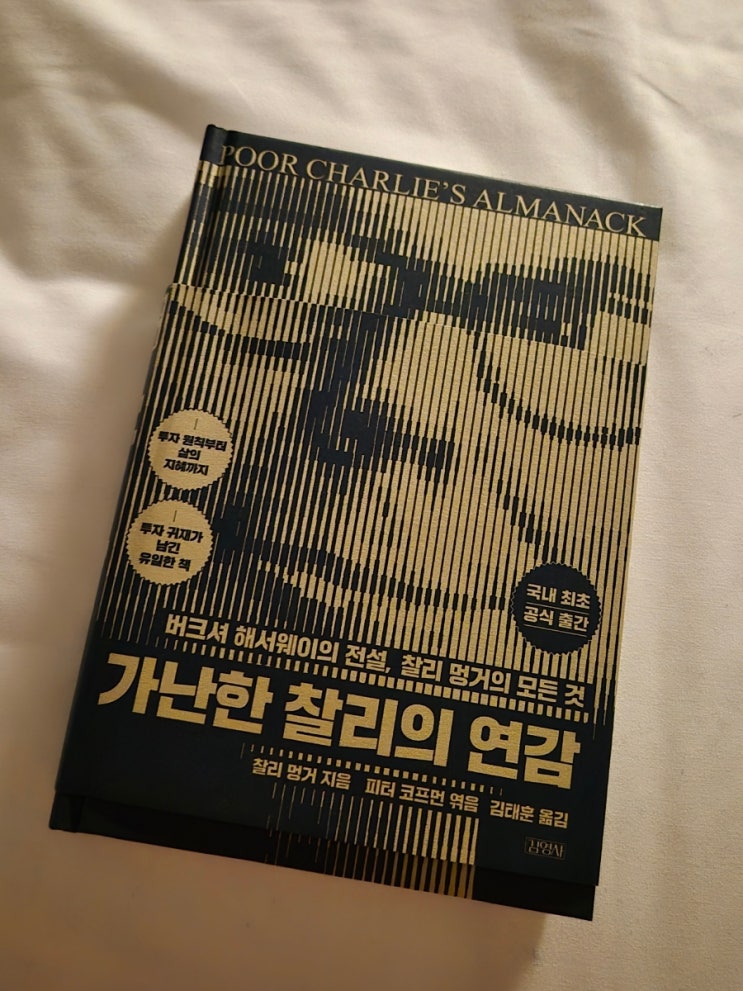 POOR CHARLIE'S ALMANACK
투자 원칙부터
삶의
지혜까지
투자 귀재가
남긴
유일한 책
국내 최초
공식 출간
버크셔 해서웨이의 전설, 찰리 멍거의 모든 것
가난한 찰리의 연감
찰리 멍거 지음 피터 코프먼 엮음 김태훈 옮김
김영사